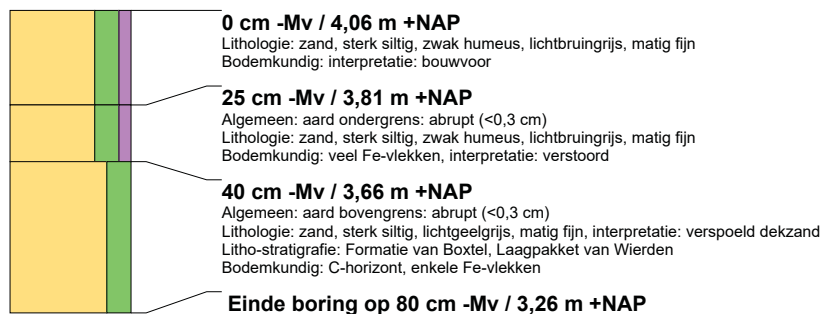 0 cm -Mv / 4,06 m +NAP
Lithologie: zand, sterk siltig, zwak humeus, lichtbruingrijs, matig fijn
Bodemkundig: interpretatie: bouwvoor
25 cm -Mv / 3,81 m +NAP
Algemeen: aard ondergrens: abrupt (<0,3 cm)
Lithologie: zand, sterk siltig, zwak humeus, lichtbruingrijs, matig fijn
Bodemkundig: veel Fe-vlekken, interpretatie: verstoord
40 cm -Mv / 3,66 m +NAP
Algemeen: aard bovengrens: abrupt (<0,3 cm)
Lithologie: zand, sterk siltig, lichtgeelgrijs, matig fijn, interpretatie: verspoeld dekzand
Litho-stratigrafie: Formatie van Boxtel, Laagpakket van Wierden
Bodemkundig: C-horizont, enkele Fe-vlekken
Einde boring op 80 cm -Mv / 3,26 m +NAP